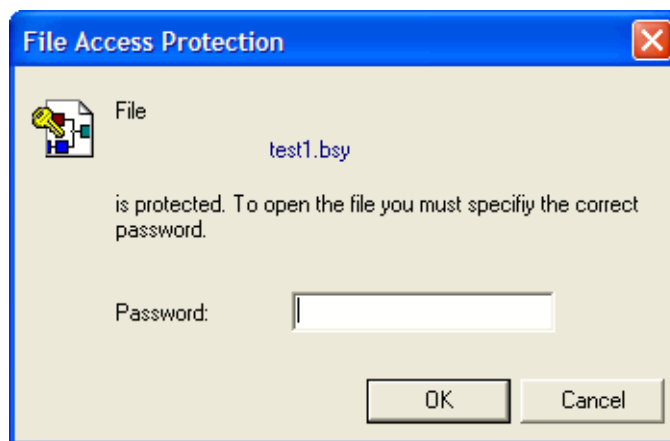 File Access Protection
File
test1.bsy
is protected. To open the file you must specifiy the correct
password.
Password:
OK
Cancel